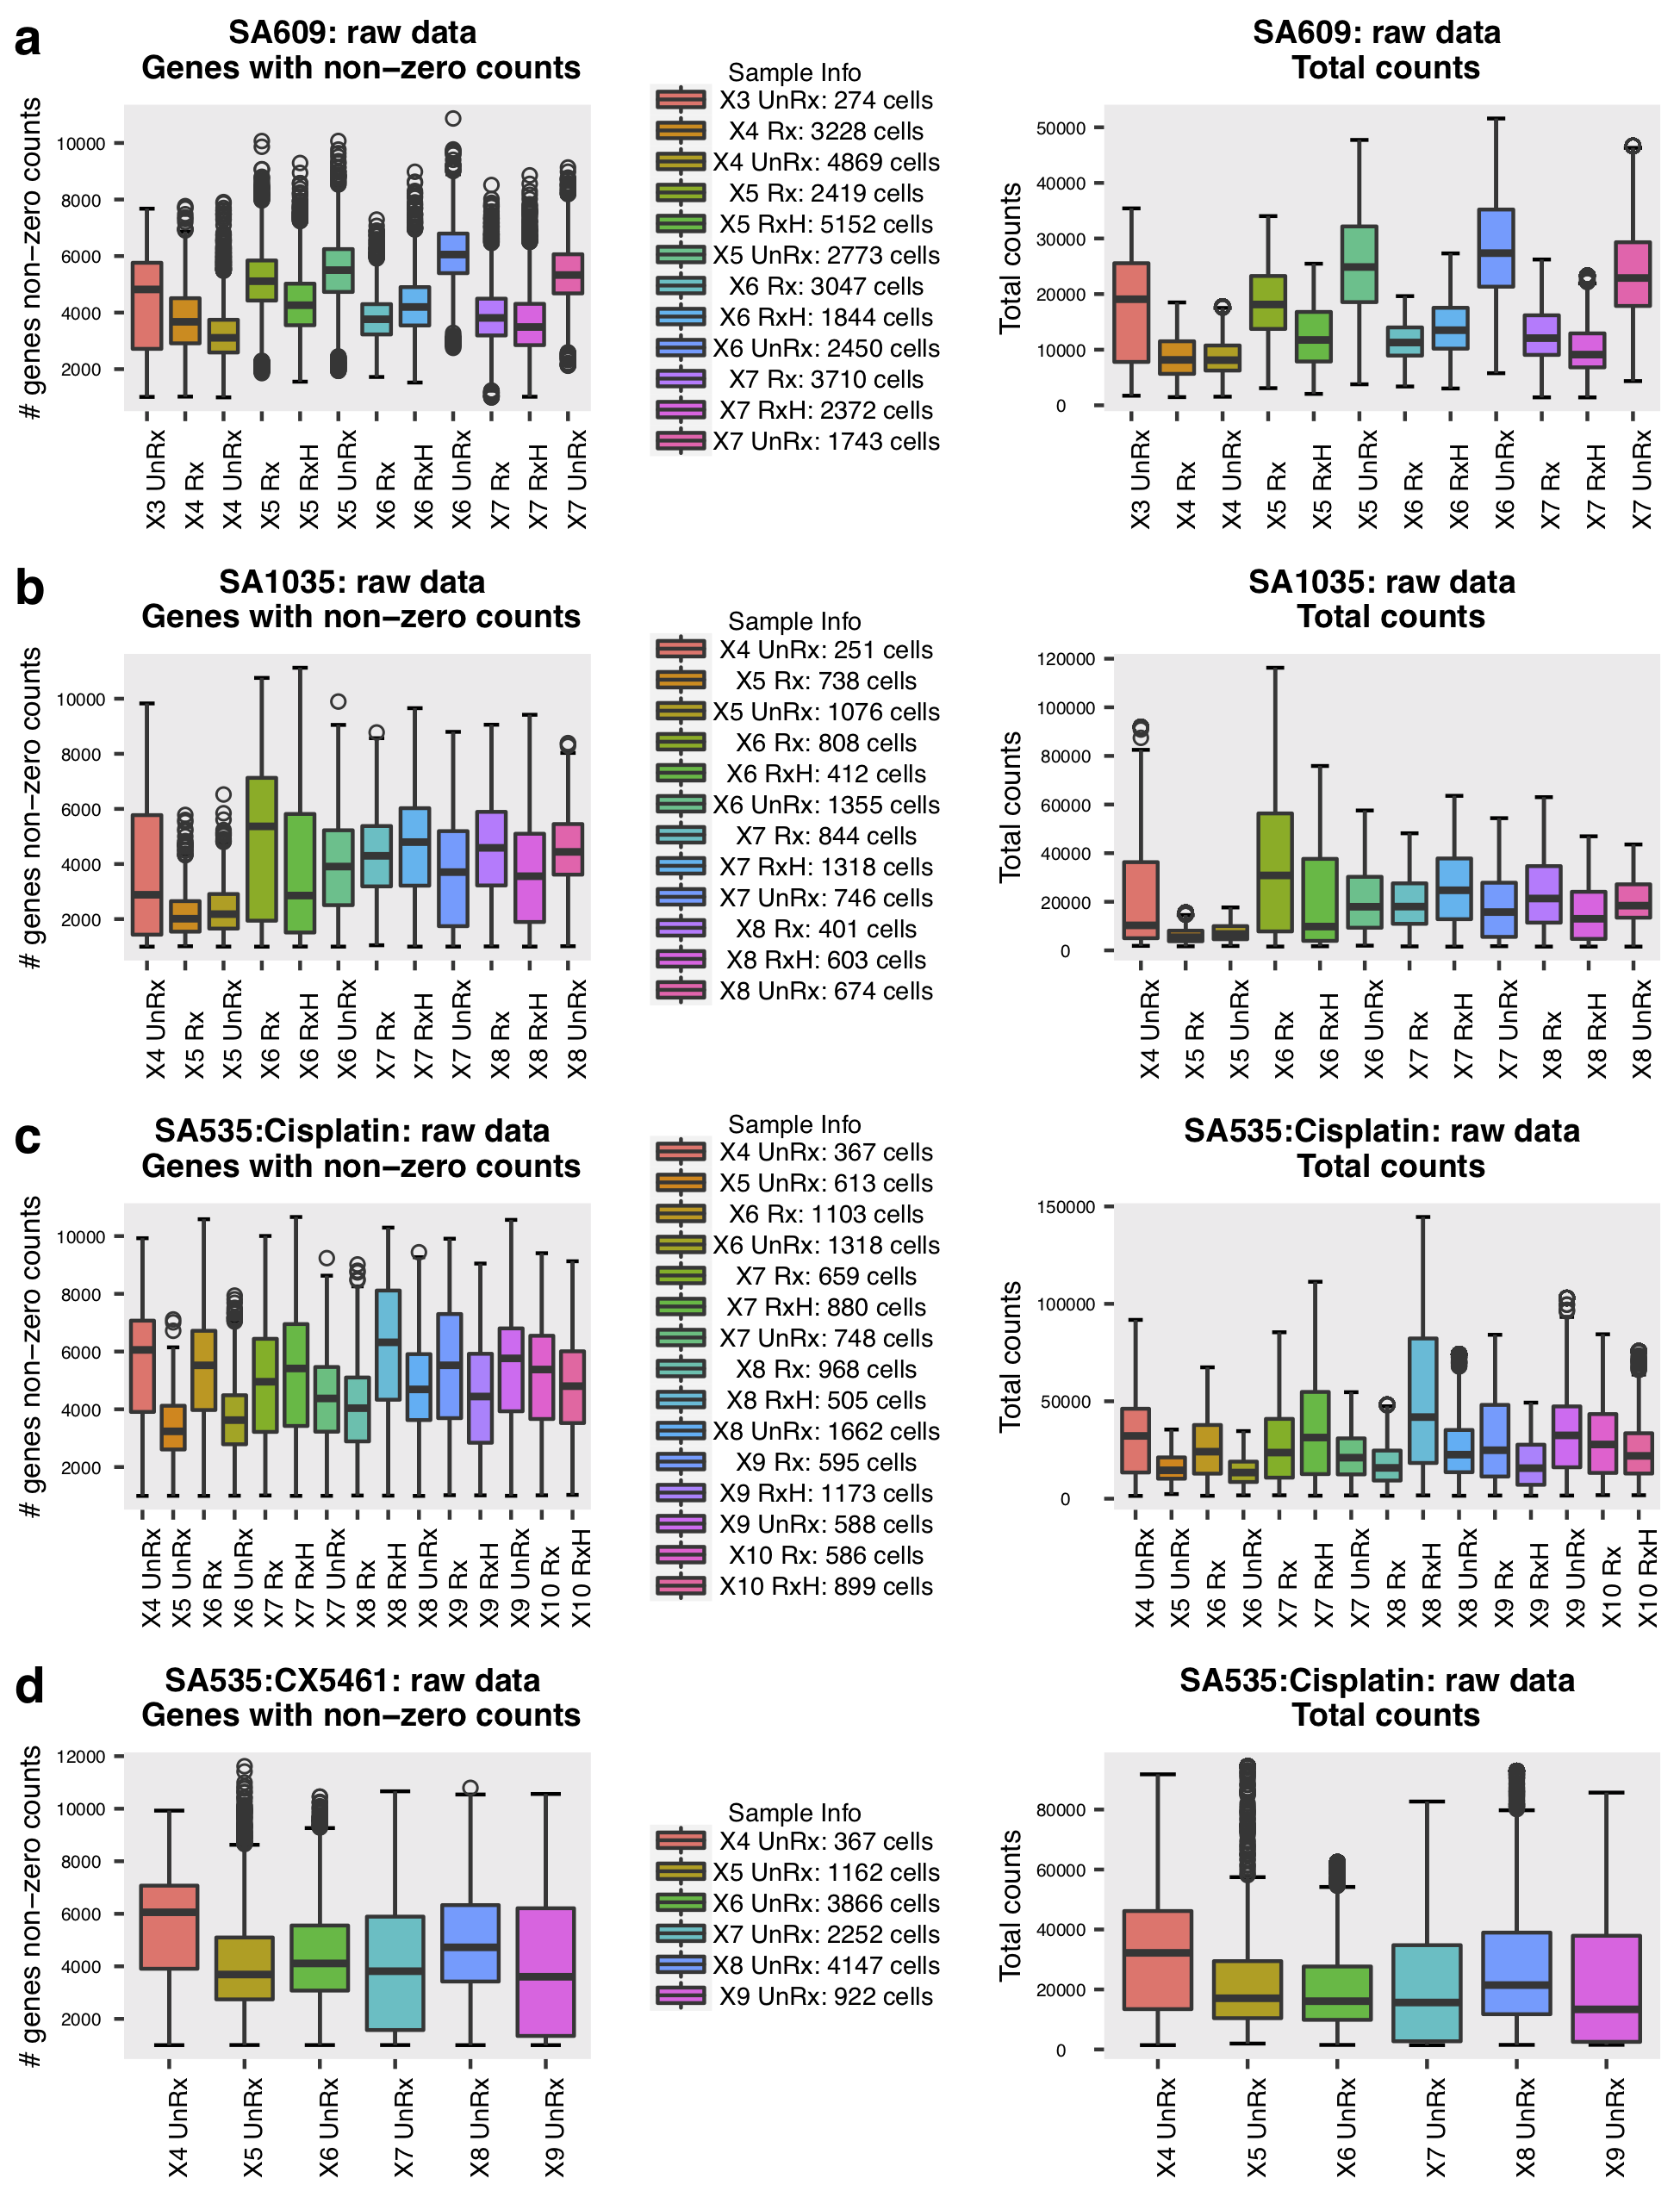 a
SA609: raw data
Genes with non−zero counts
# genes non−zero counts
10000
8000
6000
4000
2000
X3 UnRx
X4 Rx
X4 UnRx
X5 Rx
X5 RxH
X5 UnRx
X6 Rx
X6 RxH
X6 UnRx
X7 Rx
X7 RxH
X7 UnRx
Sample Info
X3 UnRx: 274 cells
X4 Rx: 3228 cells
X4 UnRx: 4869 cells
X5 Rx: 2419 cells
X5 RxH: 5152 cells
X5 UnRx: 2773 cells
X6 Rx: 3047 cells
X6 RxH: 1844 cells
X6 UnRx: 2450 cells
X7 Rx: 3710 cells
X7 RxH: 2372 cells
X7 UnRx: 1743 cells
SA609: raw data
Total counts
Total counts
50000
40000
30000
20000
10000
0
X3 UnRx
X4 Rx
X4 UnRx
X5 Rx
X5 RxH
X5 UnRx
X6 Rx
X6 RxH
X6 UnRx
X7 Rx
X7 RxH
X7 UnRx
b
SA1035: raw data
Genes with non−zero counts
# genes non−zero counts
10000
8000
6000
4000
2000
X4 UnRx
X5 Rx
X5 UnRx
X6 Rx
X6 RxH
X6 UnRx
X7 Rx
X7 RxH
X7 UnRx
X8 Rx
X8 RxH
X8 UnRx
Sample Info
X4 UnRx: 251 cells
X5 Rx: 738 cells
X5 UnRx: 1076 cells
X6 Rx: 808 cells
X6 RxH: 412 cells
X6 UnRx: 1355 cells
X7 Rx: 844 cells
X7 RxH: 1318 cells
X7 UnRx: 746 cells
X8 Rx: 401 cells
X8 RxH: 603 cells
X8 UnRx: 674 cells
SA1035: raw data
Total counts
Total counts
120000
100000
80000
60000
40000
20000
0
X4 UnRx
X5 Rx
X5 UnRx
X6 Rx
X6 RxH
X6 UnRx
X7 Rx
X7 RxH
X7 UnRx
X8 Rx
X8 RxH
X8 UnRx
c
SA535:Cisplatin: raw data
Genes with non−zero counts
# genes non−zero counts
10000
8000
6000
4000
2000
X4 UnRx
X5 UnRx
X6 Rx
X6 UnRx
X7 Rx
X7 RxH
X7 UnRx
X8 Rx
X8 RxH
X8 UnRx
X9 Rx
X9 RxH
X9 UnRx
X10 Rx
X10 RxH
Sample Info
X4 UnRx: 367 cells
X5 UnRx: 613 cells
X6 Rx: 1103 cells
X6 UnRx: 1318 cells
X7 Rx: 659 cells
X7 RxH: 880 cells
X7 UnRx: 748 cells
X8 Rx: 968 cells
X8 RxH: 505 cells
X8 UnRx: 1662 cells
X9 Rx: 595 cells
X9 RxH: 1173 cells
X9 UnRx: 588 cells
X10 Rx: 586 cells
X10 RxH: 899 cells
SA535:Cisplatin: raw data
Total counts
Total counts
150000
100000
50000
0
X4 UnRx
X5 UnRx
X6 Rx
X6 UnRx
X7 Rx
X7 RxH
X7 UnRx
X8 Rx
X8 RxH
X8 UnRx
X9 Rx
X9 RxH
X9 UnRx
X10 Rx
X10 RxH
d
SA535:CX5461: raw data
Genes with non−zero counts
# genes non−zero counts
12000
10000
8000
6000
4000
2000
X4 UnRx
X5 UnRx
X6 UnRx
X7 UnRx
X8 UnRx
X9 UnRx
Sample Info
X4 UnRx: 367 cells
X5 UnRx: 1162 cells
X6 UnRx: 3866 cells
X7 UnRx: 2252 cells
X8 UnRx: 4147 cells
X9 UnRx: 922 cells
SA535:Cisplatin: raw data
Total counts
Total counts
80000
60000
40000
20000
0
X4 UnRx
X5 UnRx
X6 UnRx
X7 UnRx
X8 UnRx
X9 UnRx